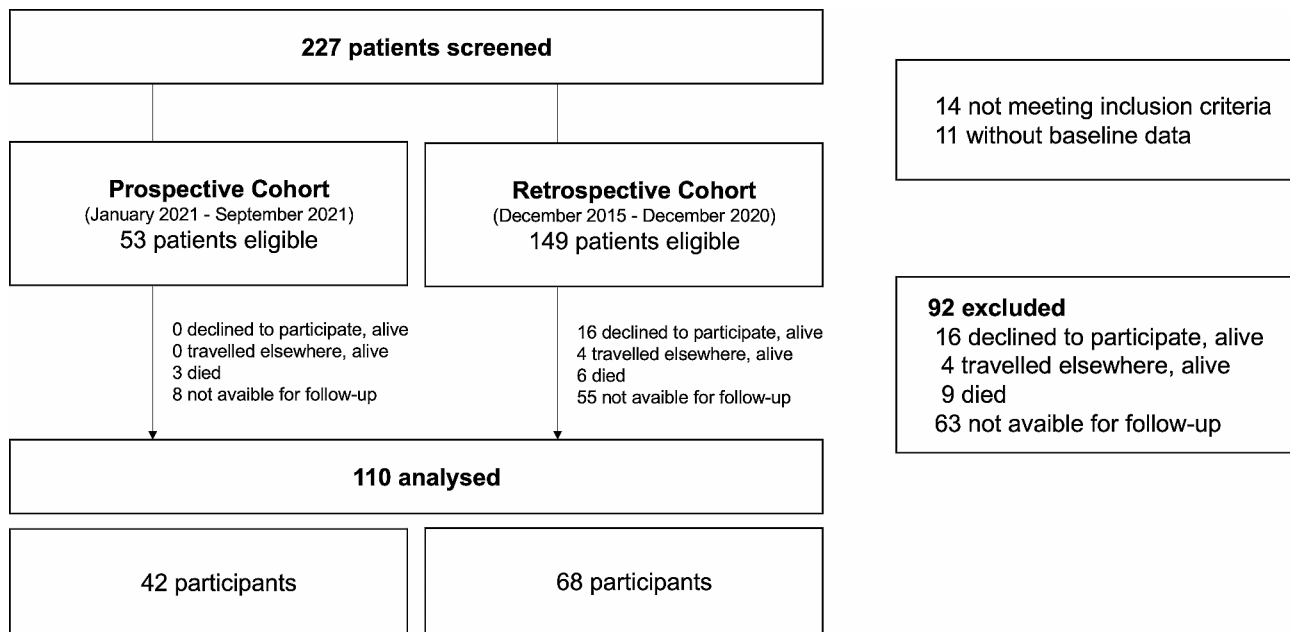 227 patients screened
14 not meeting inclusion criteria
11 without baseline data
Prospective Cohort
(January 2021 - September 2021)
53 patients eligible
Retrospective Cohort
(December 2015 - December 2020)
149 patients eligible
0 declined to participate, alive
0 travelled elsewhere, alive
3 died
8 not avaible for follow-up
16 declined to participate, alive
4 travelled elsewhere, alive
6 died
55 not avaible for follow-up
92 excluded
16 declined to participate, alive
4 travelled elsewhere, alive
9 died
63 not avaible for follow-up
110 analysed
42 participants
68 participants